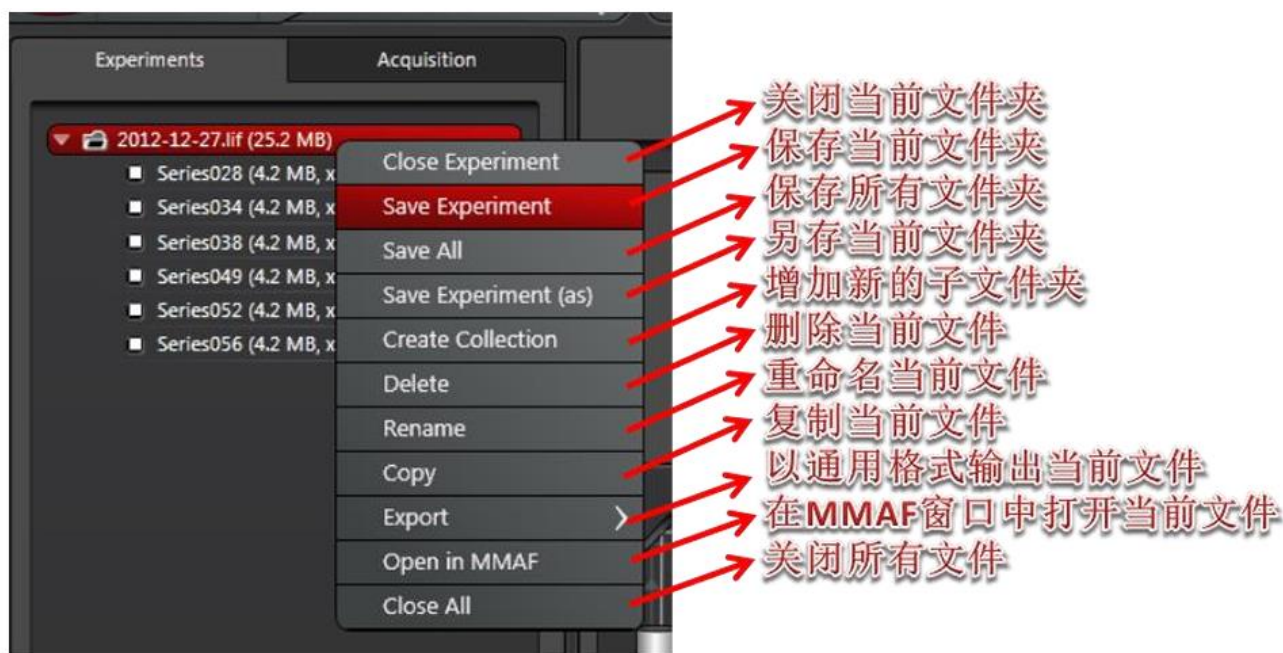 Experiments
Acquisition
2012-12-27.lif (25.2 MB)
Series028 (4.2 MB, x
Series034 (4.2 MB, x
Series038 (4.2 MB, x
Series049 (4.2 MB, x
Series052 (4.2 MB, x
Series056 (4.2 MB, x
Close Experiment
Save Experiment
Save All
Save Experiment (as)
Create Collection
Delete
Rename
Copy
Export
Open in MMAF
Close All
关闭当前文件夹
保存当前文件夹
保存所有文件夹
另存当前文件夹
增加新的子文件夹
删除当前文件
重命名当前文件
复制当前文件
以通用格式输出当前文件
在MMAF窗口中打开当前文件
关闭所有文件